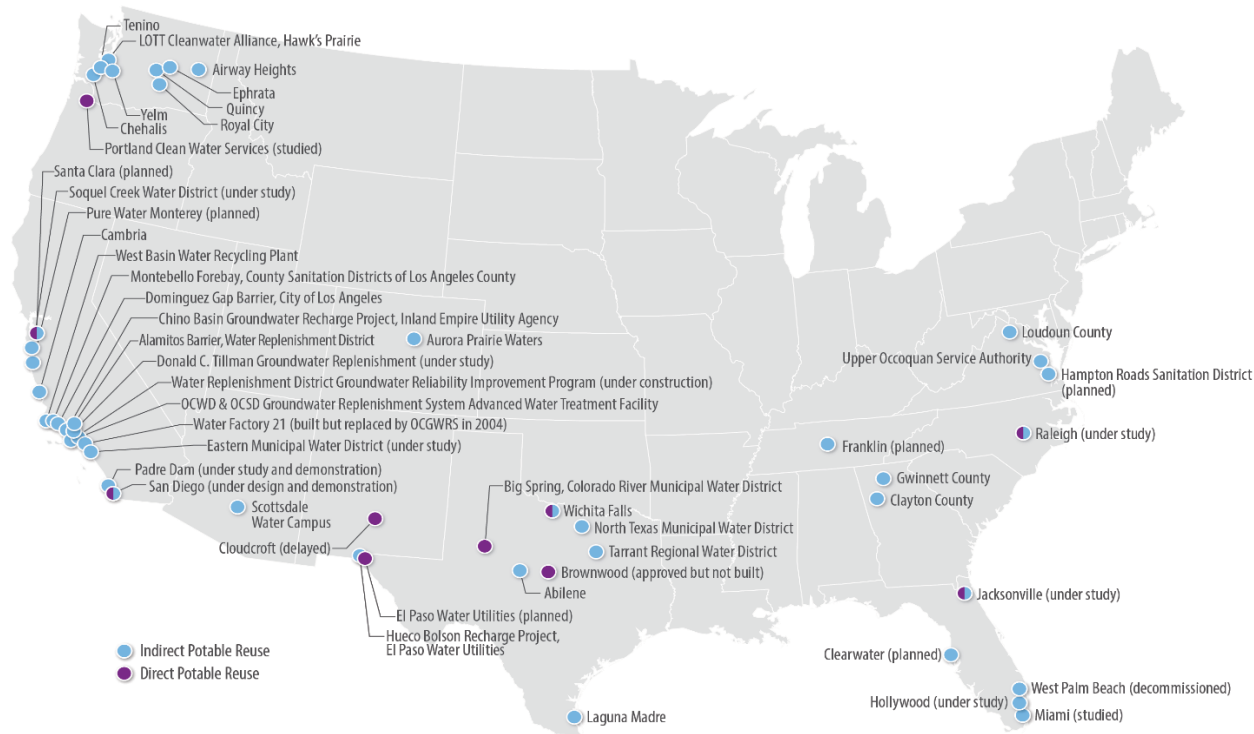 Tenino
LOTT Cleanwater Alliance, Hawk's Prairie
Airway Heights
Ephrata
Quincy
Royal City
Yelm
Chehalis
Portland Clean Water Services (studied)
Santa Clara (planned)
Soquel Creek Water District (under study)
Pure Water Monterey (planned)
Cambria
West Basin Water Recycling Plant
Montebello Forebay, County Sanitation Districts of Los Angeles County
Dominguez Gap Barrier, City of Los Angeles
Chino Basin Groundwater Recharge Project, Inland Empire Utility Agency
Alamitos Barrier, Water Replenishment District
Donald C. Tillman Groundwater Replenishment (under study)
Water Replenishment District Groundwater Reliability Improvement Program (under construction)
OCWD & OCSD Groundwater Replenishment System Advanced Water Treatment Facility
Water Factory 21 (built but replaced by OCGWRS in 2004)
Eastern Municipal Water District (under study)
Padre Dam (under study and demonstration)
San Diego (under design and demonstration)
Scottsdale
Water Campus
Cloudcroft (delayed)
Aurora Prairie Waters
Big Spring, Colorado River Municipal Water District
Wichita Falls
North Texas Municipal Water District
Tarrant Regional Water District
Brownwood (approved but not built)
Abilene
El Paso Water Utilities (planned)
Hueco Bolson Recharge Project,
El Paso Water Utilities
Laguna Madre
Loudoun County
Upper Occoquan Service Authority
Hampton Roads Sanitation District
(planned)
Raleigh (under study)
Franklin (planned)
Gwinnett County
Clayton County
Jacksonville (under study)
Clearwater (planned)
West Palm Beach (decommissioned)
Hollywood (under study)
Miami (studied)
Indirect Potable Reuse
Direct Potable Reuse